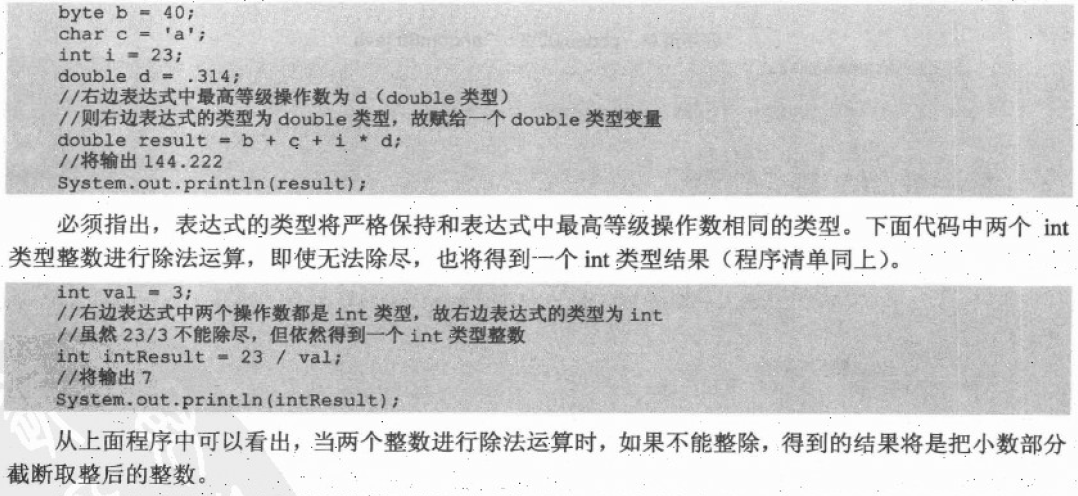 byte b = 40;
char c = 'a';
int i = 23;
double d = .314;
//右边表达式中最高等级操作数为 d（double 类型）
//则右边表达式的类型为 double 类型，故赋给一个 double 类型变量
double result = b + c + i * d;
//将输出 144.222
System.out.println(result);
必须指出，表达式的类型将严格保持和表达式中最高等级操作数相同的类型。下面代码中两个 int
类型整数进行除法运算，即使无法除尽，也将得到一个 int 类型结果（程序清单同上）。
int val = 3;
//右边表达式中两个操作数都是 int 类型，故右边表达式的类型为 int
//虽然 23/3 不能除尽，但依然得到一个 int 类型整数
int intResult = 23 / val;
//将输出 7
System.out.println(intResult);
从上面程序中可以看出，当两个整数进行除法运算时，如果不能整除，得到的结果将是把小数部分
截断取整后的整数。